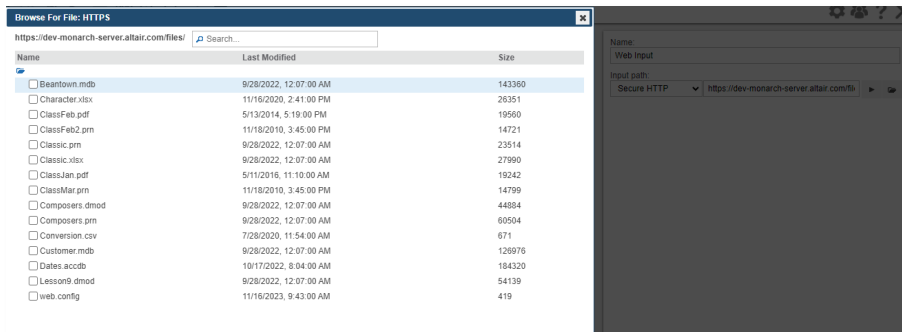 Browse For File: HTTPS
https://dev-monarch-server.altair.com/files/ Search...
Name Last Modified Size
Beantown.mdb 9/28/2022, 12:07:00 AM 143360
Character.xlsx 11/16/2020, 2:41:00 PM 26351
ClassFeb.pdf 5/13/2014, 5:19:00 PM 19560
ClassFeb2.prn 11/18/2010, 3:45:00 PM 14721
Classic.prn 9/28/2022, 12:07:00 AM 23514
Classic.xlsx 9/28/2022, 12:07:00 AM 27990
ClassJan.pdf 5/11/2016, 11:10:00 AM 19242
ClassMar.prn 11/18/2010, 3:45:00 PM 14799
Composers.dmod 9/28/2022, 12:07:00 AM 44884
Composers.prn 9/28/2022, 12:07:00 AM 60504
Conversion.csv 7/28/2020, 11:54:00 AM 671
Customer.mdb 9/28/2022, 12:07:00 AM 126976
Dates.accdb 10/17/2022, 8:04:00 AM 184320
Lesson9.dmod 9/28/2022, 12:07:00 AM 54139
web.config 11/16/2023, 9:43:00 AM 419
Name:
Web Input
Input path:
Secure HTTP https://dev-monarch-server.altair.com/fil